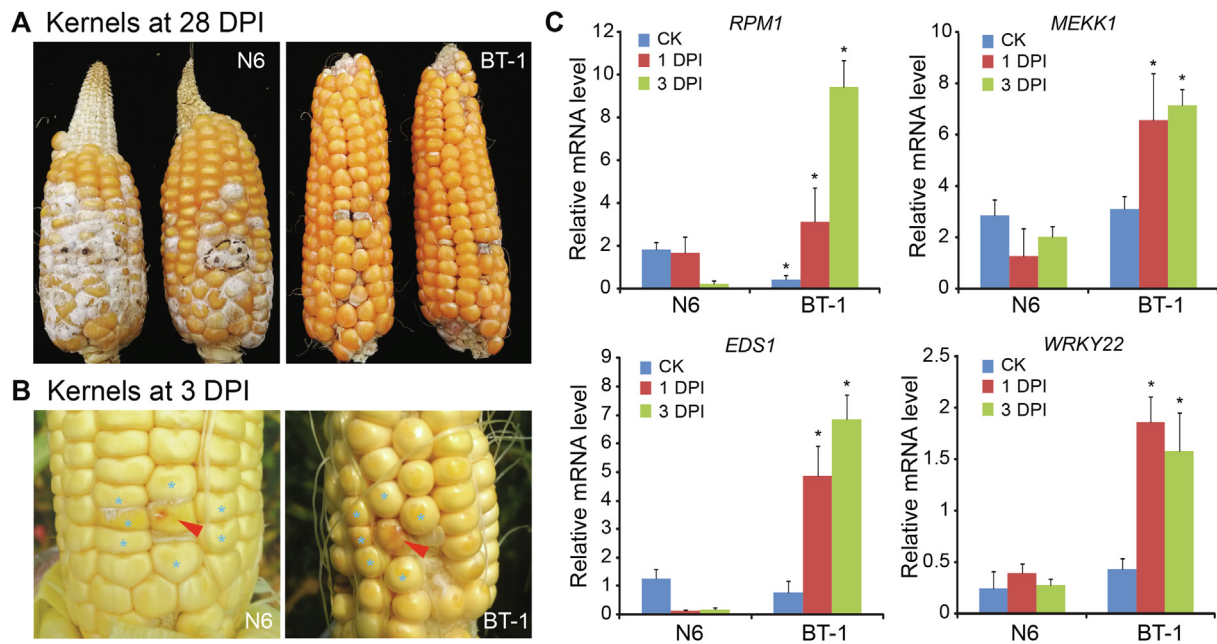 A Kernels at 28 DPI
N6
BT-1
B Kernels at 3 DPI
N6
BT-1
C
RPM1
Relative mRNA level
12
10
8
6
4
2
0
CK
1 DPI
3 DPI
*
*
*
N6
BT-1
MEKK1
Relative mRNA level
10
8
6
4
2
0
CK
1 DPI
3 DPI
*
*
N6
BT-1
EDS1
Relative mRNA level
9
8
7
6
5
4
3
2
1
0
CK
1 DPI
3 DPI
*
*
N6
BT-1
WRKY22
Relative mRNA level
2.5
2
1.5
1
0.5
0
CK
1 DPI
3 DPI
*
*
N6
BT-1